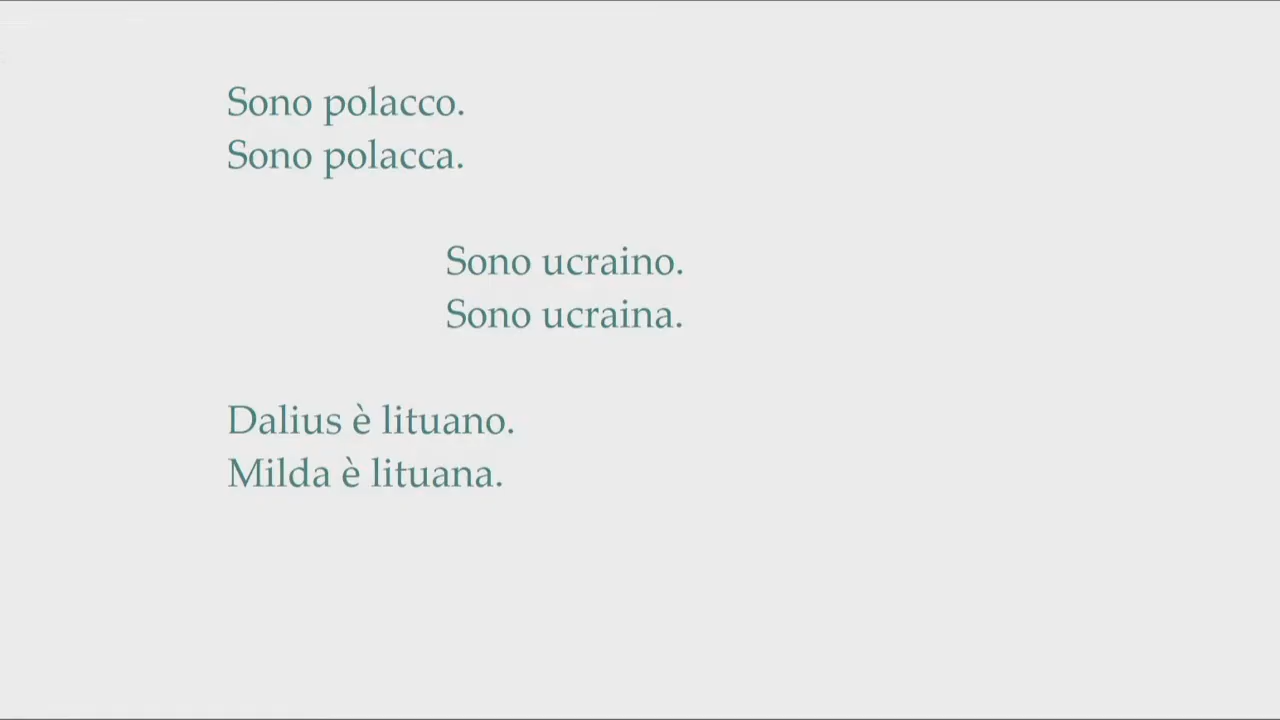 Sono polacco.
Sono polacca.
Sono ucraino.
Sono ucraina.
Dalius è lituano.
Milda è lituana.